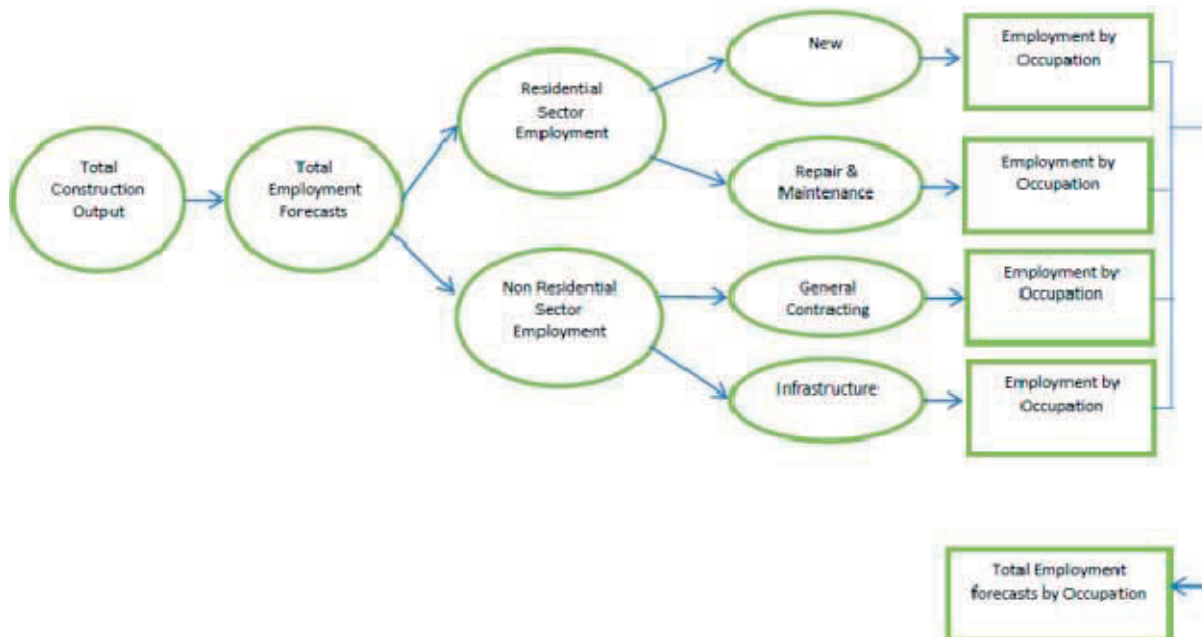 Total
Construction
Output
Total
Employment
Forecasts
Residential
Sector
Employment
Non Residential
Sector
Employment
New
Repair &
Maintenance
General
Contracting
Infrastructure
Employment by
Occupation
Employment by
Occupation
Employment by
Occupation
Employment by
Occupation
Total Employment
forecasts by Occupation